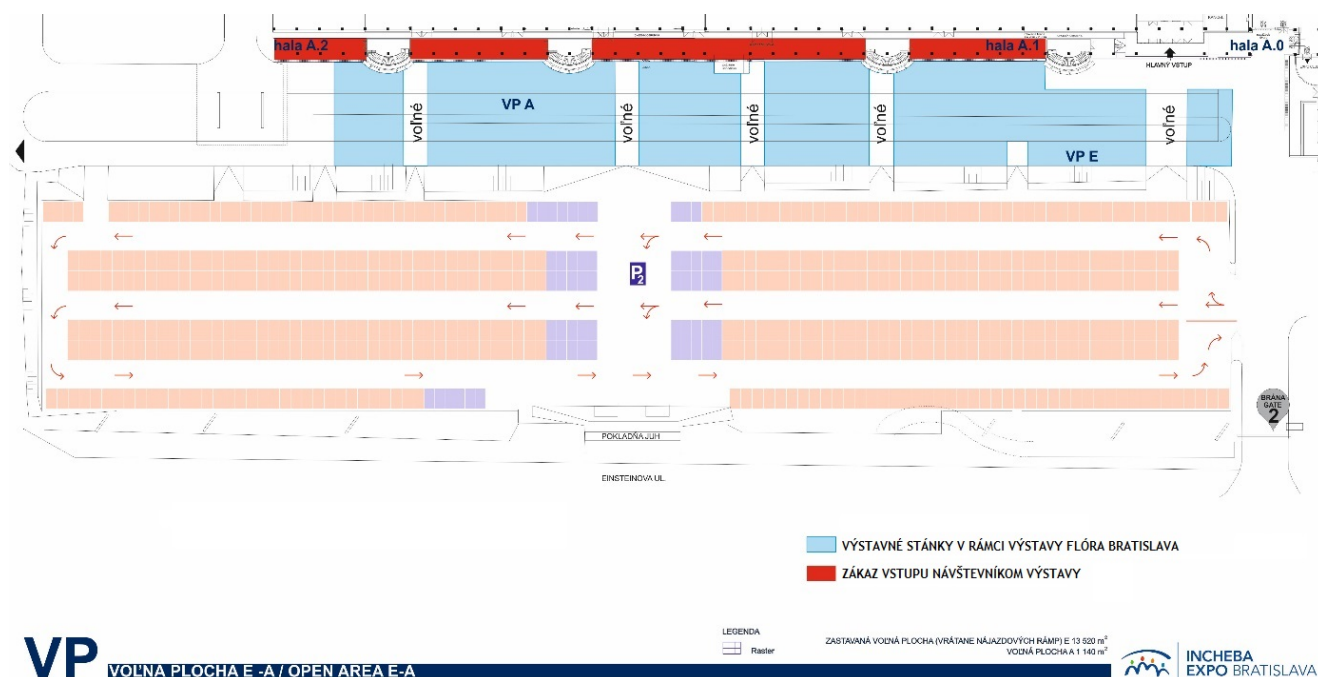 hala A.2
hala A.1
hala A.0
HLAVNÝ VSTUP
VP A
voľné
voľné
voľné
voľné
voľné
VP E
P2
BRÁNA
GATE
2
POKLADŇA JUH
EINSTEINOVA UL.
VÝSTAVNÉ STÁNKY V RÁMCI VÝSTAVY FLÓRA BRATISLAVA
ZÁKAZ VSTUPU NÁVŠTEVNÍKOM VÝSTAVY
LEGENDA
Raster
ZASTAVANÁ VOĽNÁ PLOCHA (VRÁTANE NÁJAZDOVÝCH RÁMP) E 13 520 m²
VOĽNÁ PLOCHA A 1 140 m²
VP
VOĽNÁ PLOCHA E -A / OPEN AREA E-A
INCHEBA
EXPO BRATISLAVA